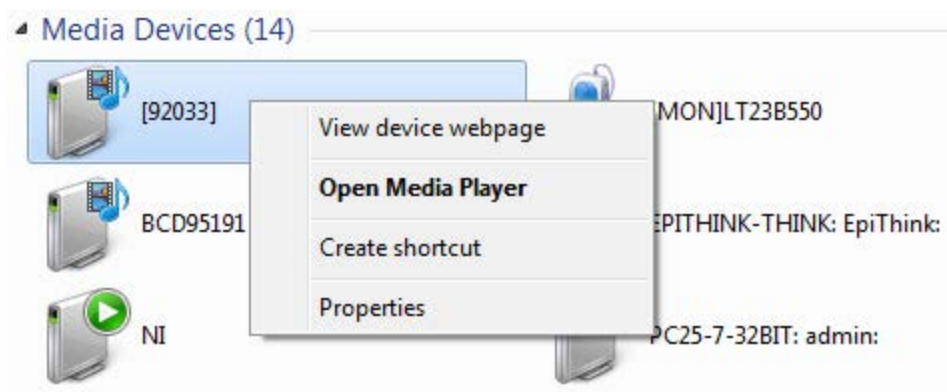 Media Devices (14)
[92033]
MON]LT23B550
BCD95191
EPITHINK-THINK: EpiThink:
NI
PC25-7-32BIT: admin:
View device webpage
Open Media Player
Create shortcut
Properties